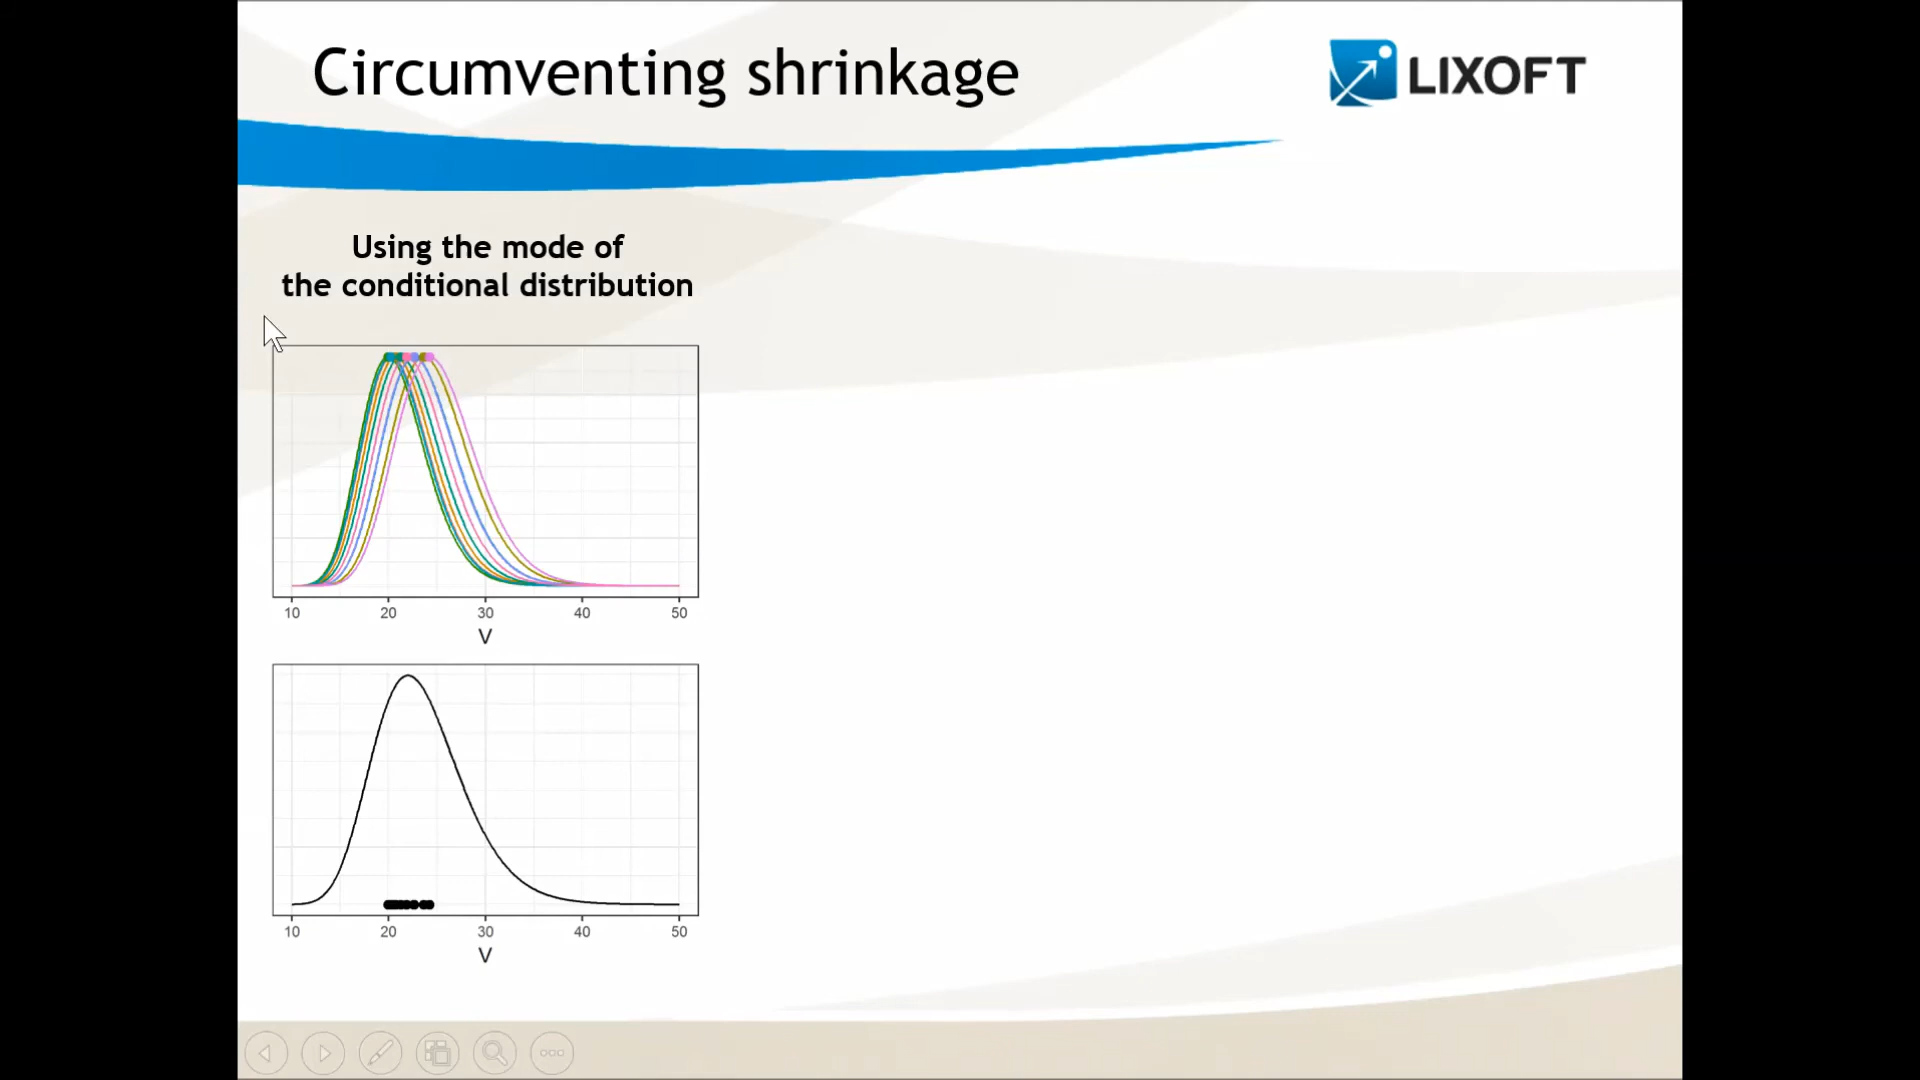 Circumventing shrinkage
LIXOFT
Using the mode of
the conditional distribution
10 20 30 40 50
V
10 20 30 40 50
V